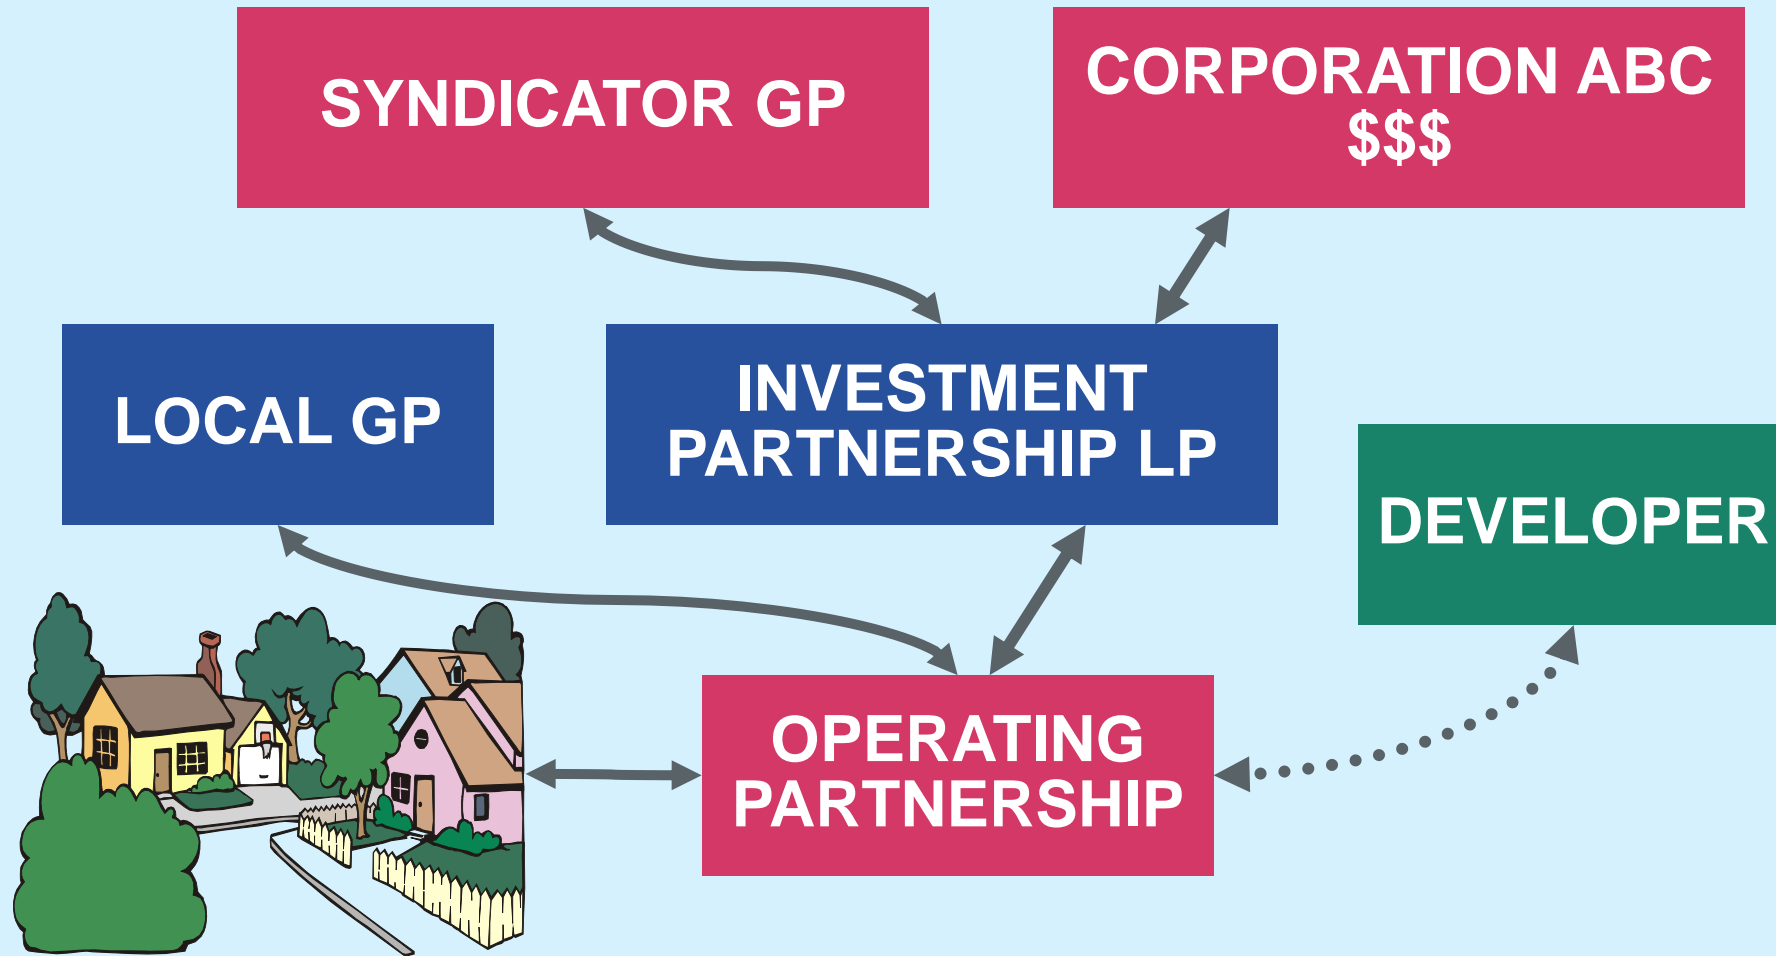 SYNDICATOR GP
CORPORATION ABC
$$$
LOCAL GP
INVESTMENT
PARTNERSHIP LP
DEVELOPER
OPERATING
PARTNERSHIP